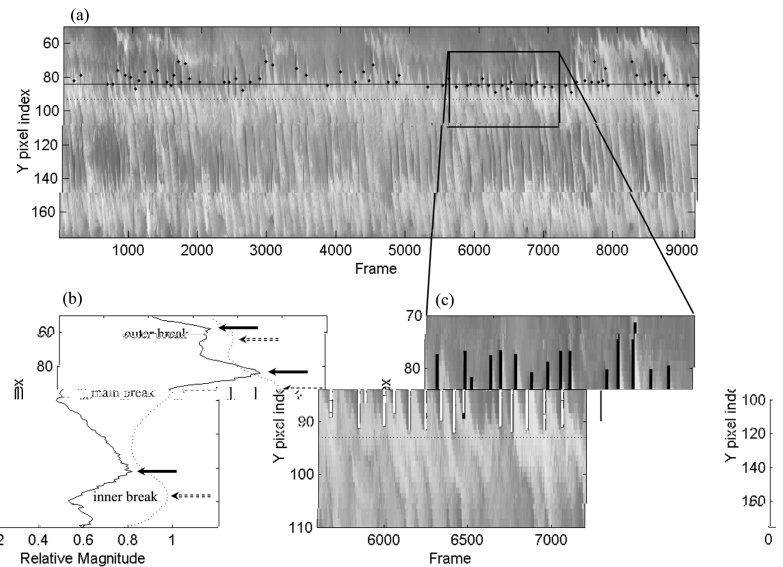 (a)
60
80
100
120
140
160
Y pixel index
1000 2000 3000 4000 5000 6000 7000 8000 9000
Frame
(b)
60
outer break
80
main break
inner break
0.4 0.6 0.8 1
Relative Magnitude
(c)
70
80
90
100
110
Y pixel index
6000 6500 7000
Frame
100
120
140
160
Y pixel index
0